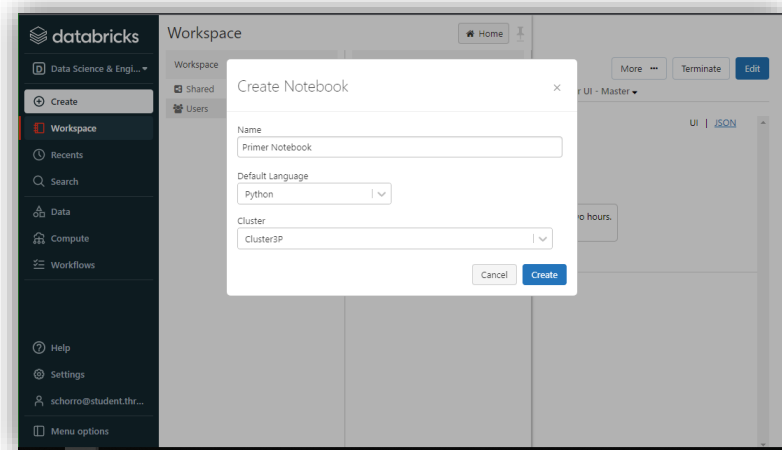 databricks
D Data Science & Engi...
Create
Workspace
Recents
Search
Data
Compute
Workflows
Help
Settings
schorro@student.thr...
Menu options
Workspace
Home
Workspace
Shared
Users
More ...
Terminate
Edit
r UI - Master
UI | JSON
o hours.
Create Notebook
Name
Primer Notebook
Default Language
Python
Cluster
Cluster3P
Cancel
Create